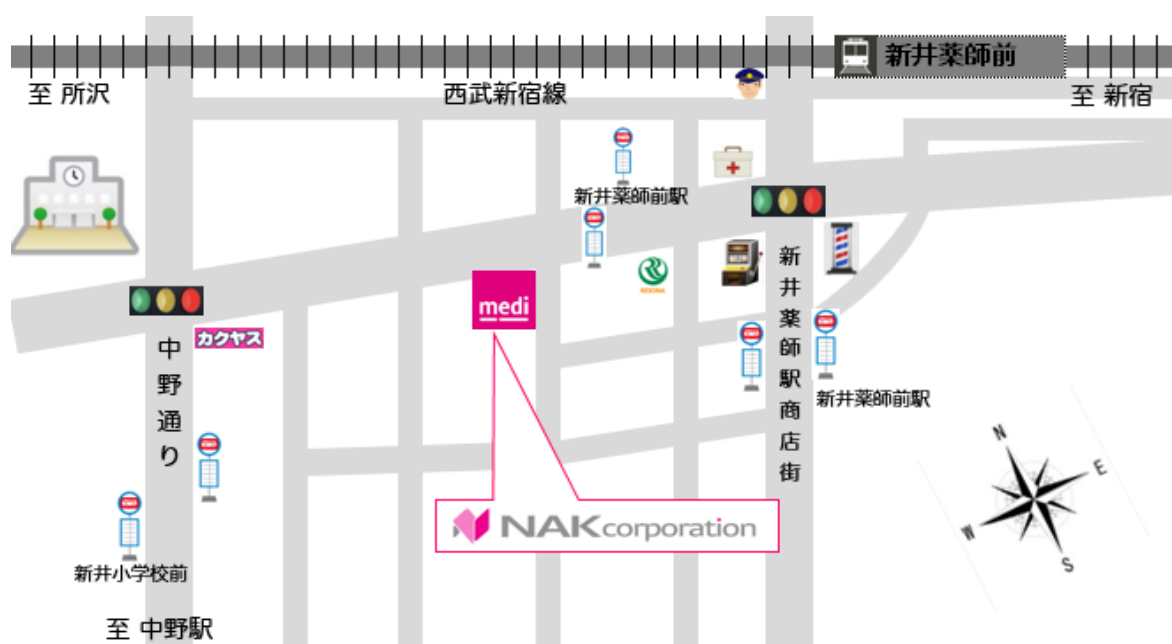 新井薬師前
至 所沢
西武新宿線
至 新宿
新井薬師前駅
medi
カクヤス
中野通り
RESONA
新井薬師駅商店街
新井薬師前駅
N
E
W
S
NAKcorporation
新井小学校前
至 中野駅